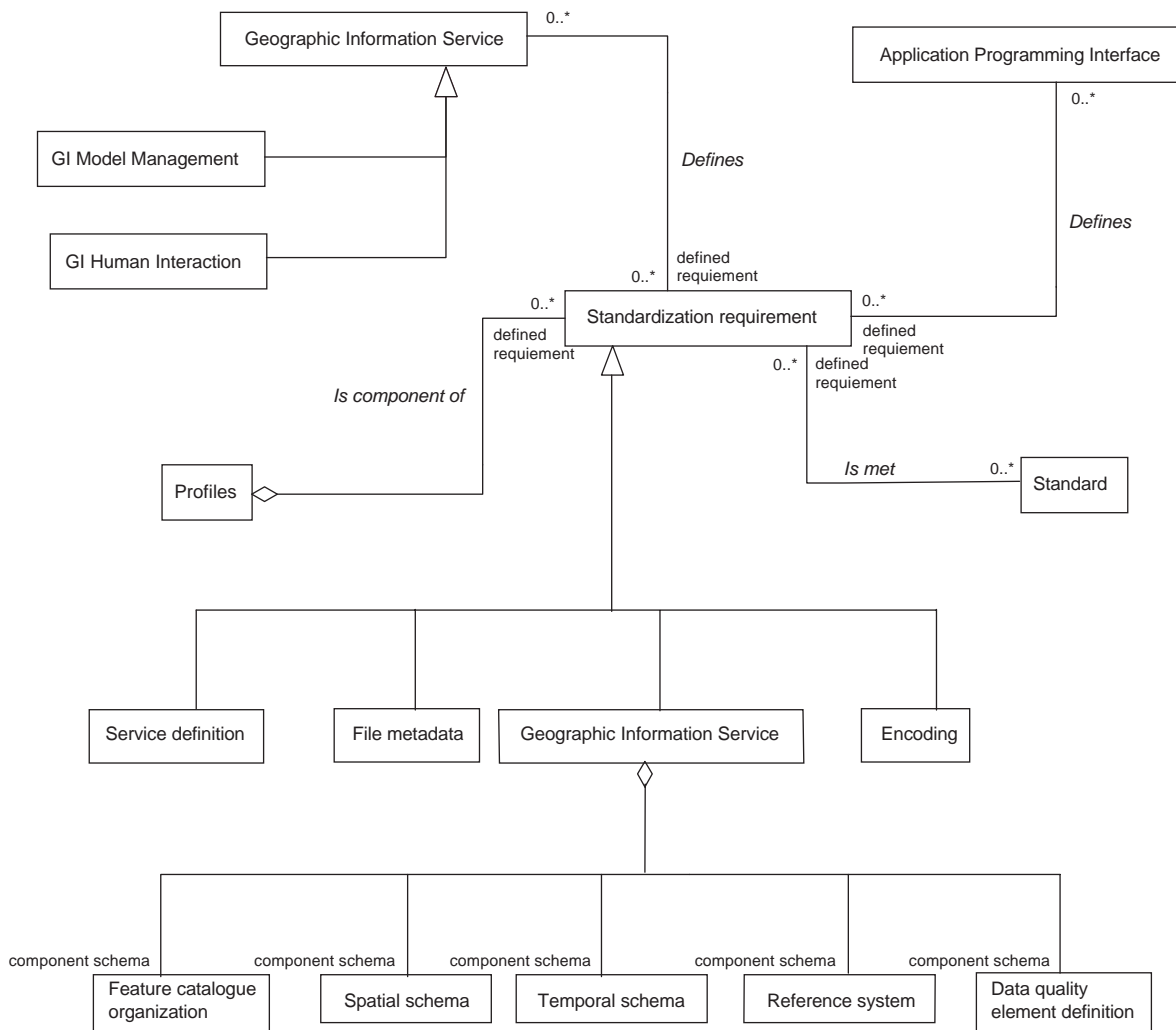 Geographic Information Service
0..*
Application Programming Interface
0..*
GI Model Management
Defines
GI Human Interaction
Defines
defined
requiement
0..*
0..*
Standardization requirement
0..*
defined
requiement
defined
requiement
0..*
defined
requiement
Is component of
Is met
0..*
Profiles
Standard
Service definition
File metadata
Geographic Information Service
Encoding
component schema
component schema
component schema
component schema
component schema
Feature catalogue
organization
Spatial schema
Temporal schema
Reference system
Data quality
element definition